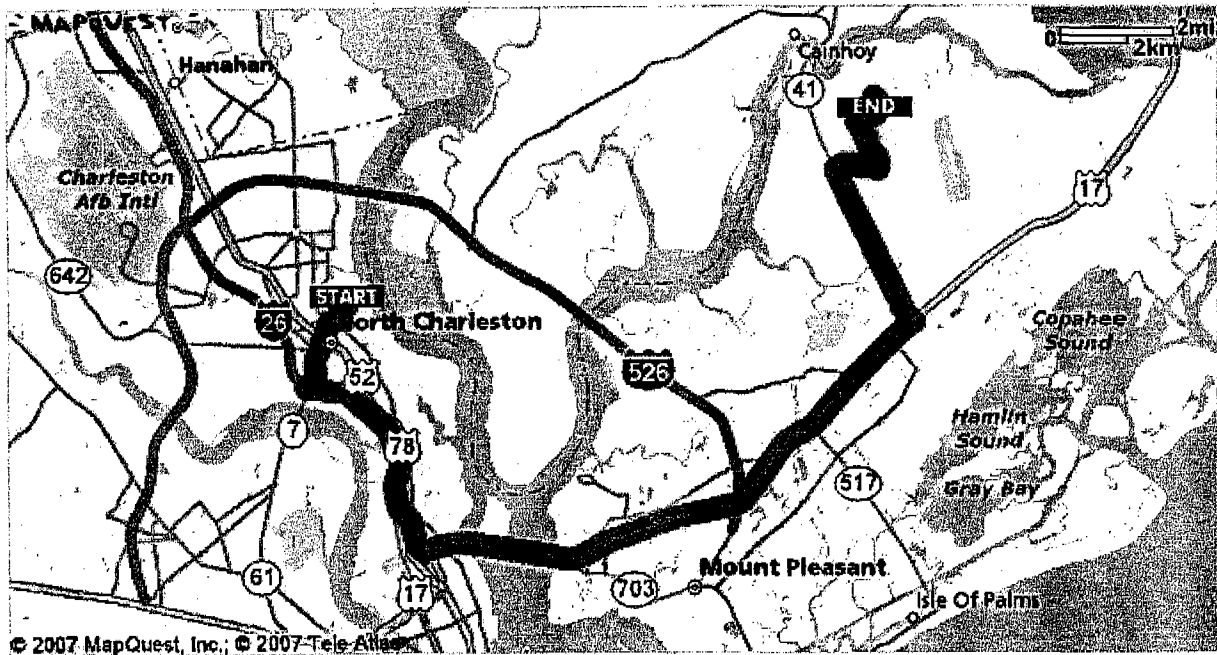 MAPQUEST
Hanahan
Charleston
Afb Intl
642
START
26
North Charleston
52
7
78
61
17
Cainhoy
41
END
0
2mi
2km
17
526
Copahee
Sound
Hamlin
Sound
Gray Bay
517
703
Mount Pleasant
Isle Of Palms
© 2007 MapQuest, Inc.; © 2007 Tele Atlas